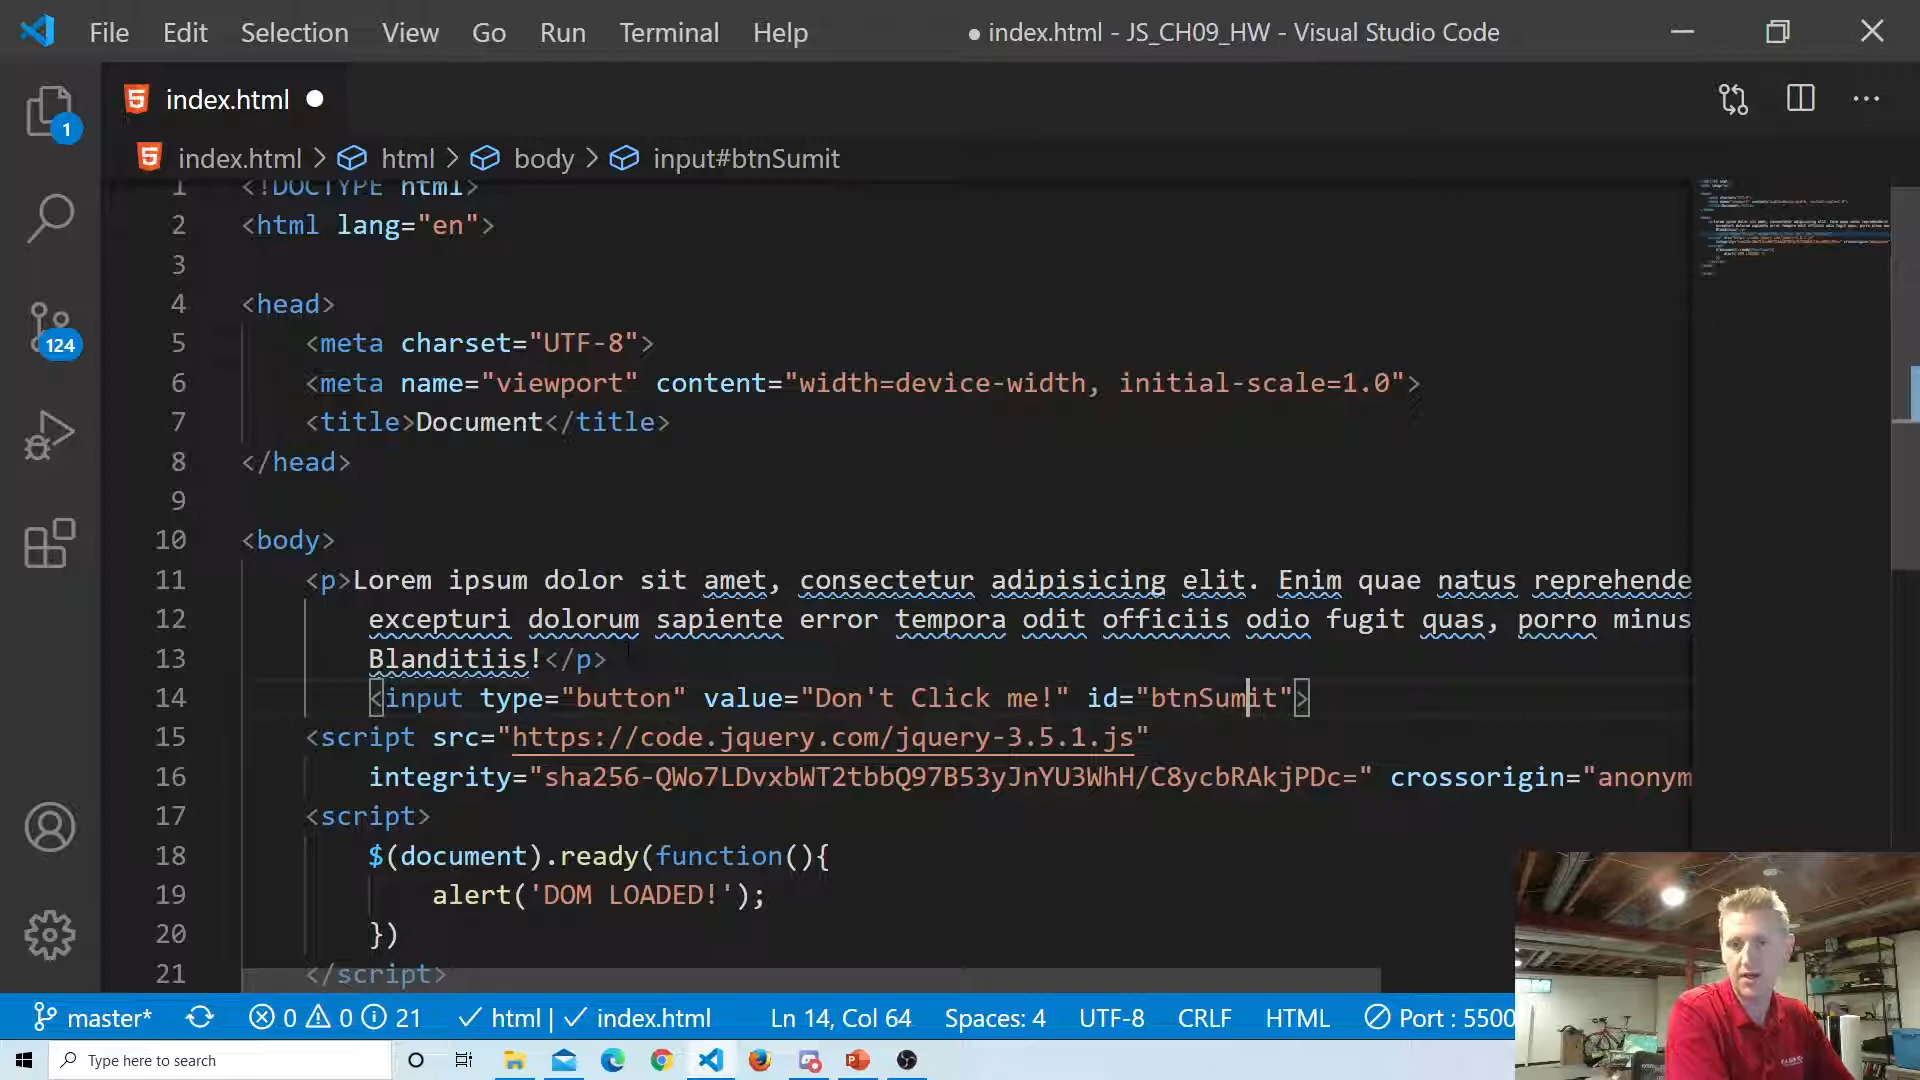 File Edit Selection View Go Run Terminal Help ● index.html - JS_CH09_HW - Visual Studio Code
index.html
index.html > html > body > input#btnSumit
1 <!DOCTYPE html>
2 <html lang="en">
3
4 <head>
5 <meta charset="UTF-8">
6 <meta name="viewport" content="width=device-width, initial-scale=1.0">
7 <title>Document</title>
8 </head>
9
10 <body>
11 <p>Lorem ipsum dolor sit amet, consectetur adipisicing elit. Enim quae natus reprehende
12 excepturi dolorum sapiente error tempora odit officiis odio fugit quas, porro minus
13 Blanditiis!</p>
14 <input type="button" value="Don't Click me!" id="btnSumit">
15 <script src="https://code.jquery.com/jquery-3.5.1.js"
16 integrity="sha256-QWo7LDvxbWT2tbbQ97B53yJnYU3WhH/C8ycbRAkjPDc=" crossorigin="anonym
17 <script>
18 $(document).ready(function(){
19 alert('DOM LOADED!');
20 })
21 </script>
1
124
master* 0 0 21 html | index.html Ln 14, Col 64 Spaces: 4 UTF-8 CRLF HTML Port : 5500
Type here to search